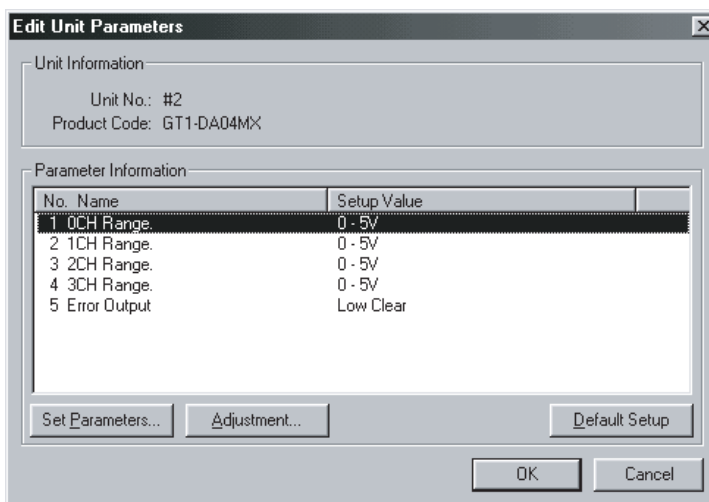 Edit Unit Parameters
Unit Information
Unit No.: #2
Product Code: GT1-DA04MX
Parameter Information
No. Name Setup Value
1 0CH Range. 0 - 5V
2 1CH Range. 0 - 5V
3 2CH Range. 0 - 5V
4 3CH Range. 0 - 5V
5 Error Output Low Clear
Set Parameters... Adjustment... Default Setup
OK Cancel